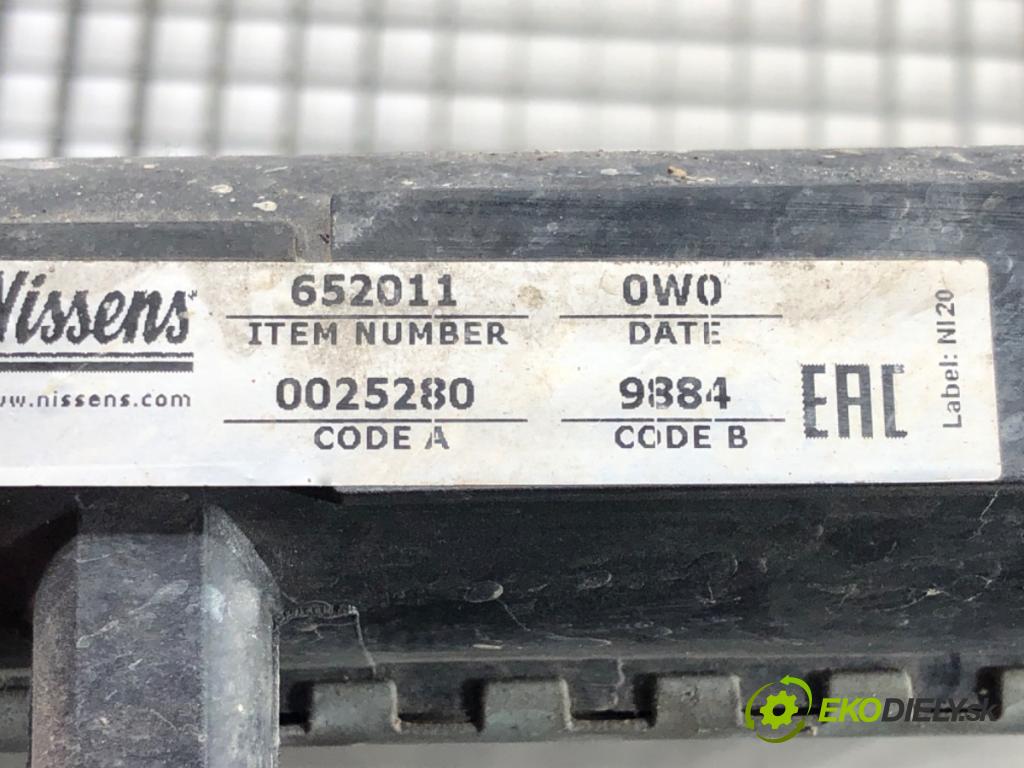 Nissens
www.nissens.com
652011
ITEM NUMBER
0W0
DATE
0025280
CODE A
9884
CODE B
EAC
Label: NI20
EKODIELY.sk